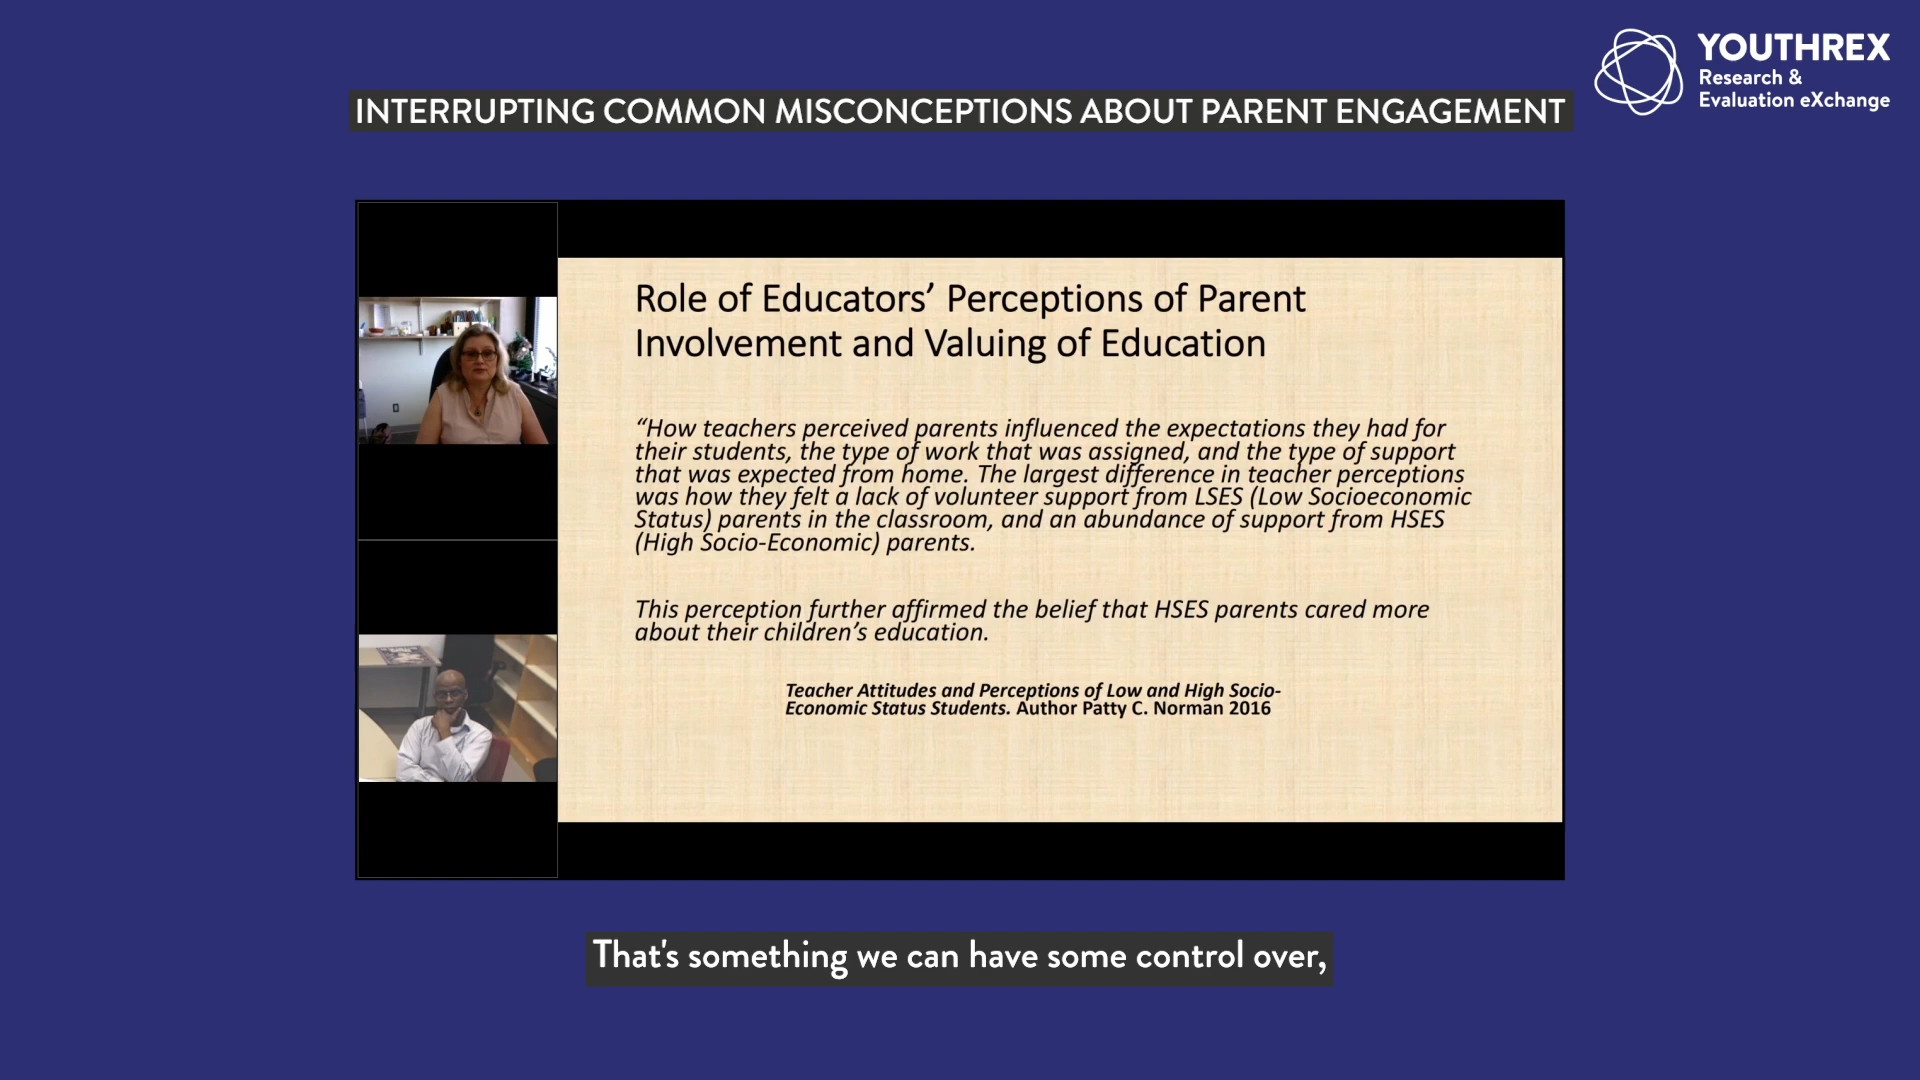 YOUTHREX
Research &
Evaluation eXchange
INTERRUPTING COMMON MISCONCEPTIONS ABOUT PARENT ENGAGEMENT
Role of Educators’ Perceptions of Parent
Involvement and Valuing of Education
“How teachers perceived parents influenced the expectations they had for
their students, the type of work that was assigned, and the type of support
that was expected from home. The largest difference in teacher perceptions
was how they felt a lack of volunteer support from LSES (Low Socioeconomic
Status) parents in the classroom, and an abundance of support from HSES
(High Socio-Economic) parents.
This perception further affirmed the belief that HSES parents cared more
about their children’s education.
Teacher Attitudes and Perceptions of Low and High Socio-
Economic Status Students. Author Patty C. Norman 2016
That's something we can have some control over,